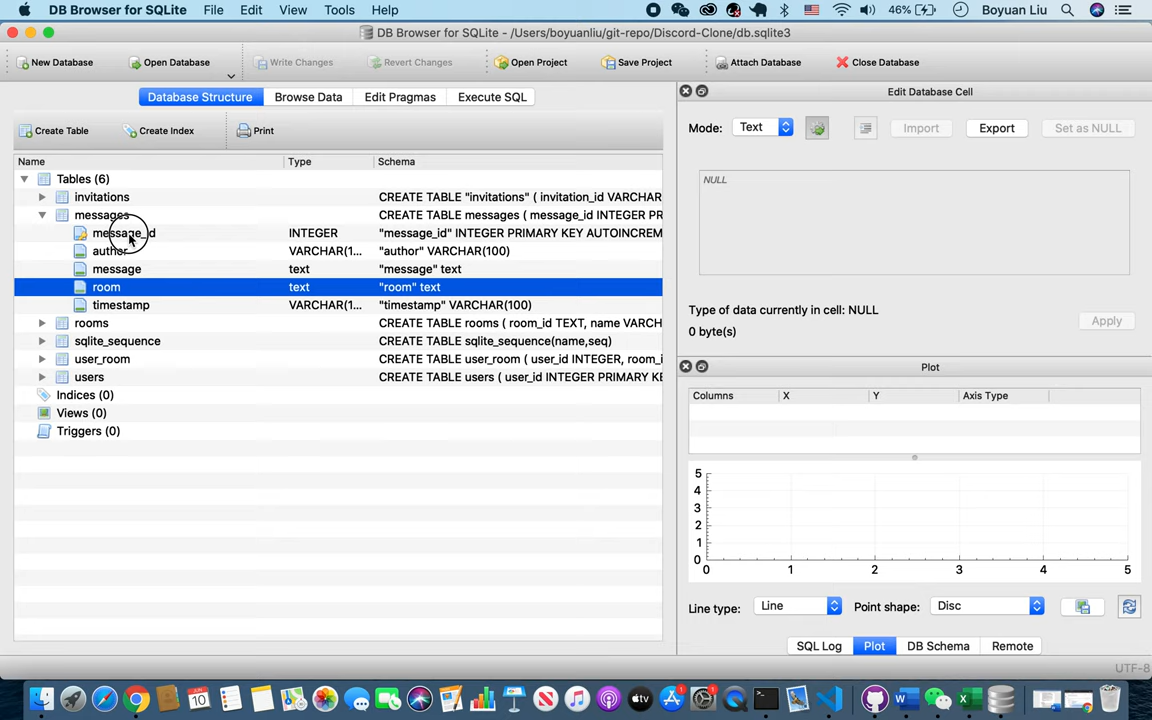 DB Browser for SQLite File Edit View Tools Help 46% Boyuan Liu
DB Browser for SQLite - /Users/boyuanliu/git-repo/Discord-Clone/db.sqlite3
New Database Open Database Write Changes Revert Changes Open Project Save Project Attach Database Close Database
Database Structure Browse Data Edit Pragmas Execute SQL
Create Table Create Index Print
Name Type Schema
Tables (6)
invitations CREATE TABLE "invitations" ( invitation_id VARCHAR
messages CREATE TABLE messages ( message_id INTEGER PR
message_id INTEGER "message_id" INTEGER PRIMARY KEY AUTOINCREM
author VARCHAR(1... "author" VARCHAR(100)
message text "message" text
room text "room" text
timestamp VARCHAR(1... "timestamp" VARCHAR(100)
rooms CREATE TABLE rooms ( room_id TEXT, name VARCH
sqlite_sequence CREATE TABLE sqlite_sequence(name,seq)
user_room CREATE TABLE user_room ( user_id INTEGER, room_i
users CREATE TABLE users ( user_id INTEGER PRIMARY KE
Indices (0)
Views (0)
Triggers (0)
Edit Database Cell
Mode: Text Import Export Set as NULL
NULL
Type of data currently in cell: NULL
0 byte(s)
Apply
Plot
Columns X Y Axis Type
5
4
3
2
1
0
0 1 2 3 4 5
Line type: Line Point shape: Disc
SQL Log Plot DB Schema Remote
UTF-8